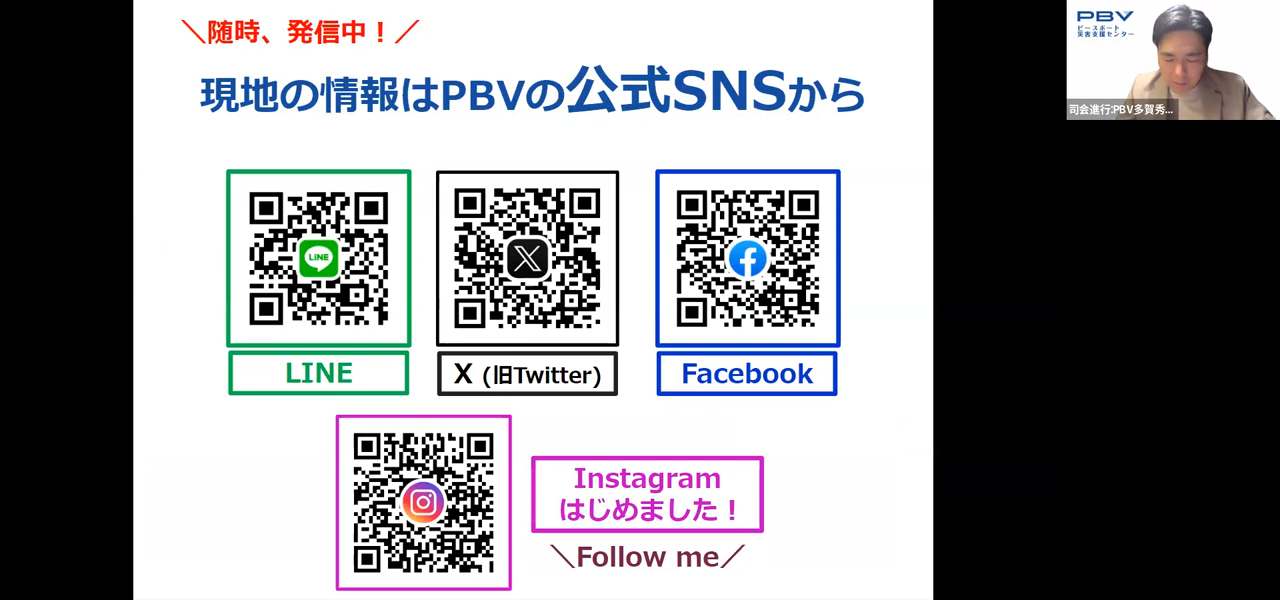 ＼随時、発信中！／
現地の情報はPBVの公式SNSから
LINE
LINE
X (旧Twitter)
Facebook
Instagram
はじめました！
＼Follow me／
PBV
ピースボート
災害支援センター
司会進行:PBV多賀秀...